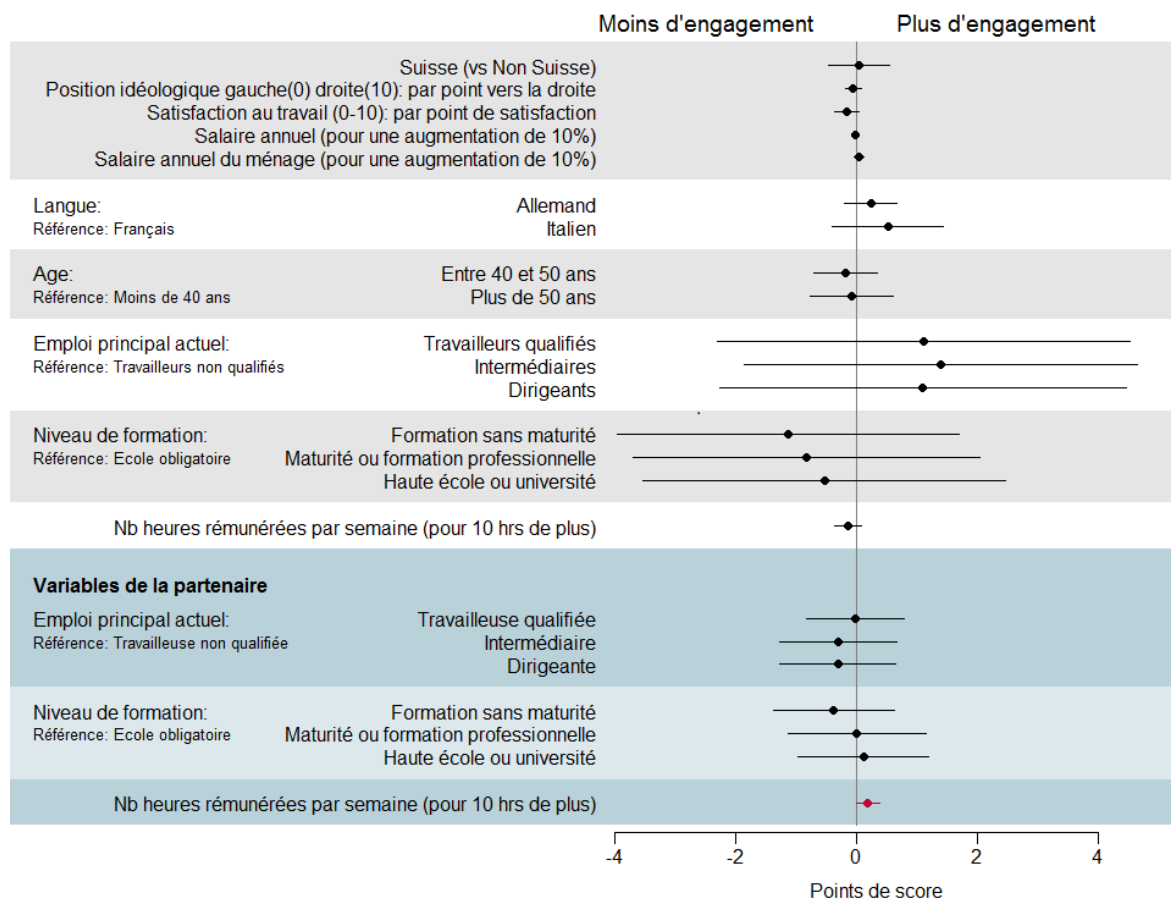 Moins d'engagement Plus d'engagement
Suisse (vs Non Suisse)
Position idéologique gauche(0) droite(10): par point vers la droite
Satisfaction au travail (0-10): par point de satisfaction
Salaire annuel (pour une augmentation de 10%)
Salaire annuel du ménage (pour une augmentation de 10%)
Langue: Allemand
Référence: Français Italien
Age: Entre 40 et 50 ans
Référence: Moins de 40 ans Plus de 50 ans
Emploi principal actuel: Travailleurs qualifiés
Référence: Travailleurs non qualifiés Intermédiaires
Dirigeants
Niveau de formation: Formation sans maturité
Référence: Ecole obligatoire Maturité ou formation professionnelle
Haute école ou université
Nb heures rémunérées par semaine (pour 10 hrs de plus)
Variables de la partenaire
Emploi principal actuel: Travailleuse qualifiée
Référence: Travailleuse non qualifiée Intermédiaire
Dirigeante
Niveau de formation: Formation sans maturité
Référence: Ecole obligatoire Maturité ou formation professionnelle
Haute école ou université
Nb heures rémunérées par semaine (pour 10 hrs de plus)
-4 -2 0 2 4
Points de score